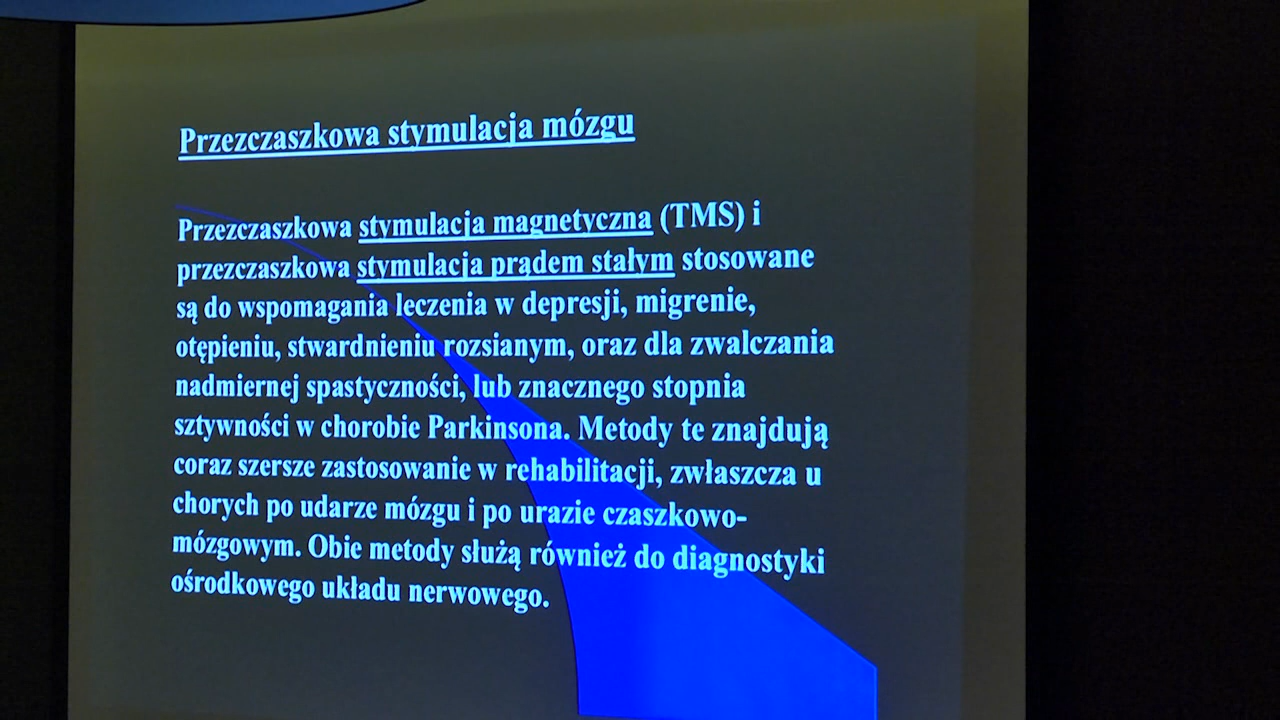 Przezczaszkowa stymulacja mózgu
Przezczaszkowa stymulacja magnetyczna (TMS) i
przezczaszkowa stymulacja prądem stałym stosowane
są do wspomagania leczenia w depresji, migrenie,
otępieniu, stwardnieniu rozsianym, oraz dla zwalczania
nadmiernej spastyczności, lub znacznego stopnia
sztywności w chorobie Parkinsona. Metody te znajdują
coraz szersze zastosowanie w rehabilitacji, zwłaszcza u
chorych po udarze mózgu i po urazie czaszkowo-
mózgowym. Obie metody służą również do diagnostyki
ośrodkowego układu nerwowego.